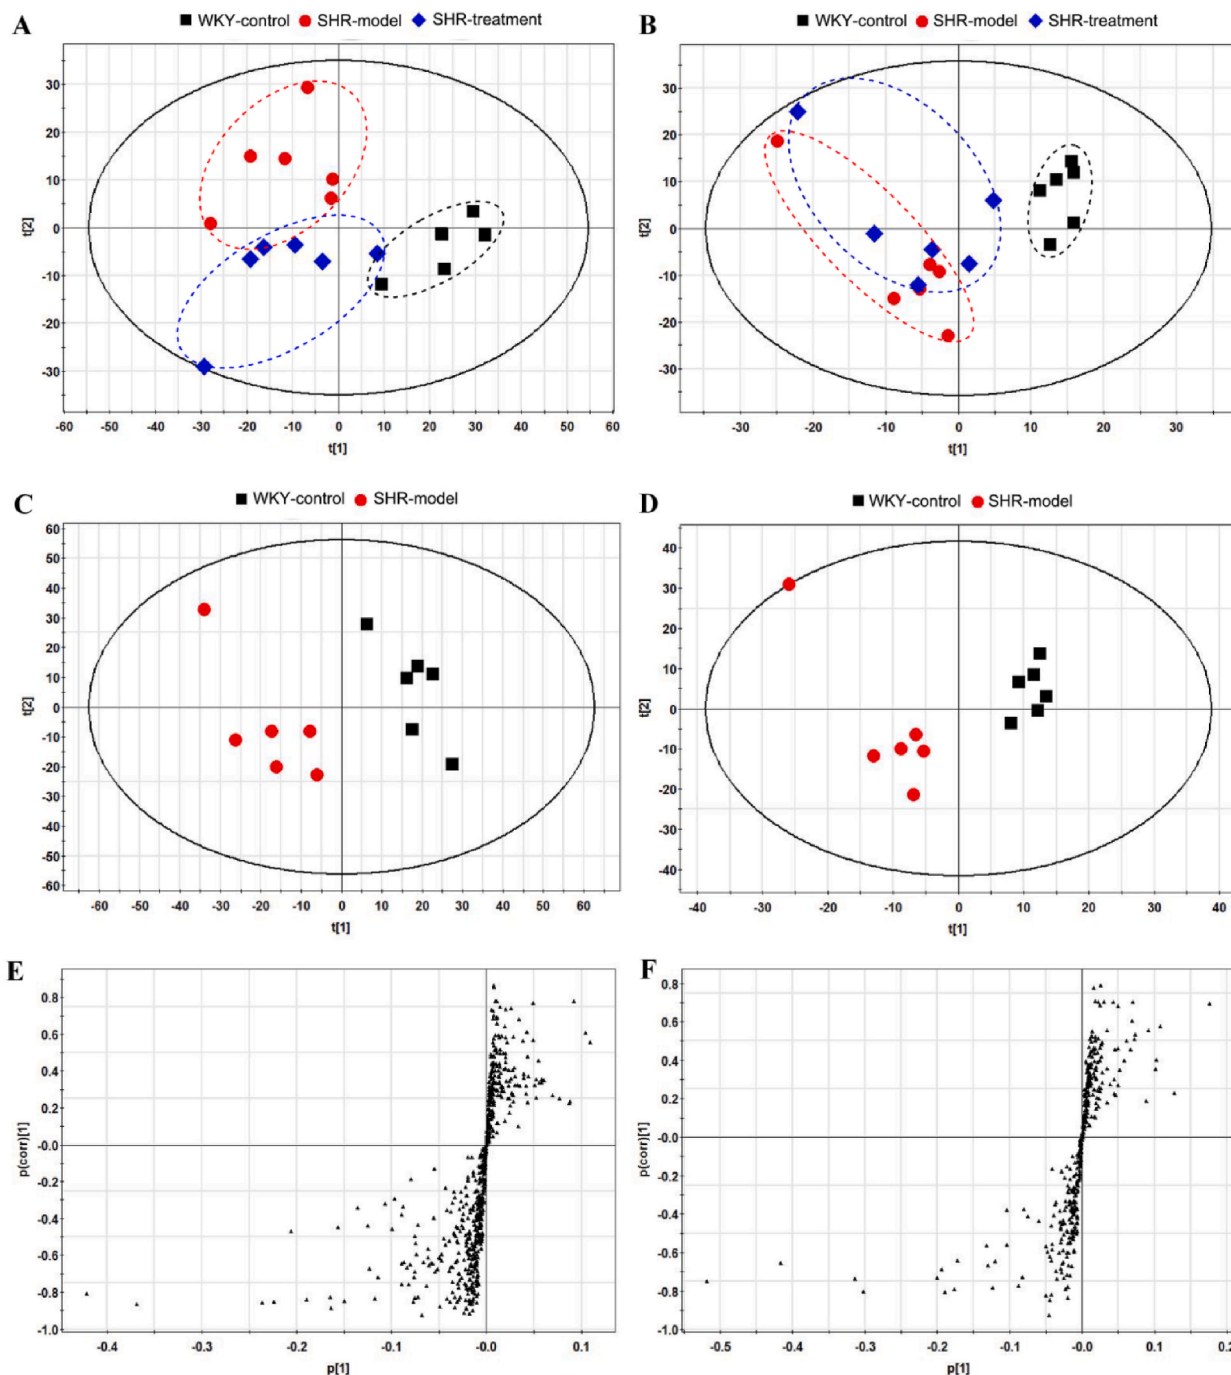 A
WKY-control SHR-model SHR-treatment
30
20
10
0
-10
-20
-30
t[2]
-60 -50 -40 -30 -20 -10 0 10 20 30 40 50 60
t[1]
B
WKY-control SHR-model SHR-treatment
30
20
10
0
-10
-20
-30
t[2]
-30 -20 -10 0 10 20 30
t[1]
C
WKY-control SHR-model
60
50
40
30
20
10
0
-10
-20
-30
-40
-50
-60
t[2]
-60 -50 -40 -30 -20 -10 0 10 20 30 40 50 60
t[1]
D
WKY-control SHR-model
40
30
20
10
0
-10
-20
-30
-40
t[2]
-40 -30 -20 -10 0 10 20 30 40
t[1]
E
0.8
0.6
0.4
0.2
-0.0
-0.2
-0.4
-0.6
-0.8
-1.0
p(corr)[1]
-0.4 -0.3 -0.2 -0.1 -0.0 0.1
p[1]
F
0.8
0.6
0.4
0.2
-0.0
-0.2
-0.4
-0.6
-0.8
-1.0
p(corr)[1]
-0.5 -0.4 -0.3 -0.2 -0.1 -0.0 0.1 0.2
p[1]